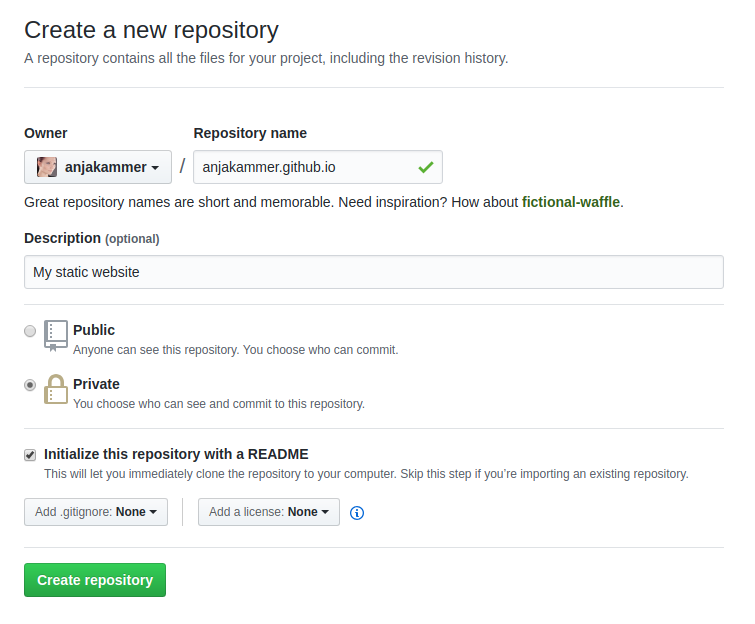 Create a new repository
A repository contains all the files for your project, including the revision history.
Owner
Repository name
anjakammer / anjakammer.github.io
Great repository names are short and memorable. Need inspiration? How about fictional-waffle.
Description (optional)
My static website
Public
Anyone can see this repository. You choose who can commit.
Private
You choose who can see and commit to this repository.
Initialize this repository with a README
This will let you immediately clone the repository to your computer. Skip this step if you’re importing an existing repository.
Add .gitignore: None
Add a license: None
Create repository